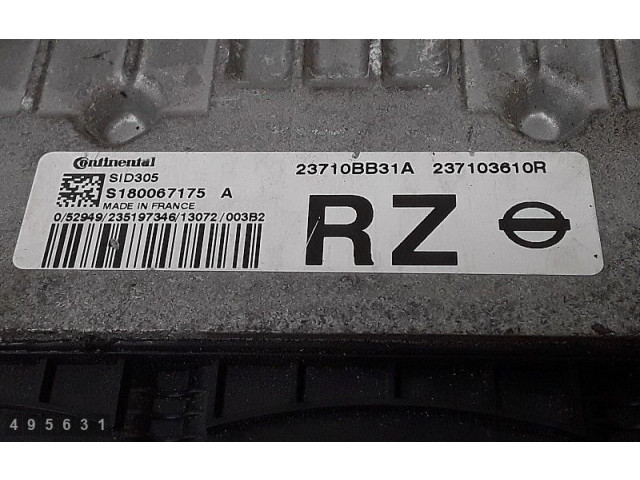 Continental
SID305
S180067175 A
MADE IN FRANCE
0/52949/235197346/13072/003B2
23710BB31A 237103610R
RZ
495631